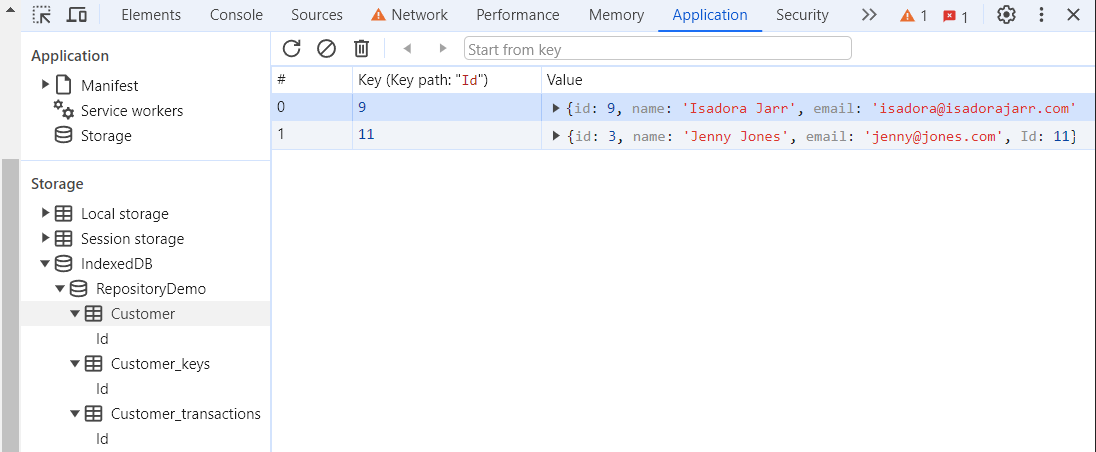 Elements Console Sources Network Performance Memory Application Security 1 1
Application
Manifest
Service workers
Storage
Storage
Local storage
Session storage
IndexedDB
RepositoryDemo
Customer
Id
Customer_keys
Id
Customer_transactions
Id
Start from key
# Key (Key path: "Id") Value
0 9 {id: 9, name: 'Isadora Jarr', email: 'isadora@isadorajarr.com'
1 11 {id: 3, name: 'Jenny Jones', email: 'jenny@jones.com', Id: 11}